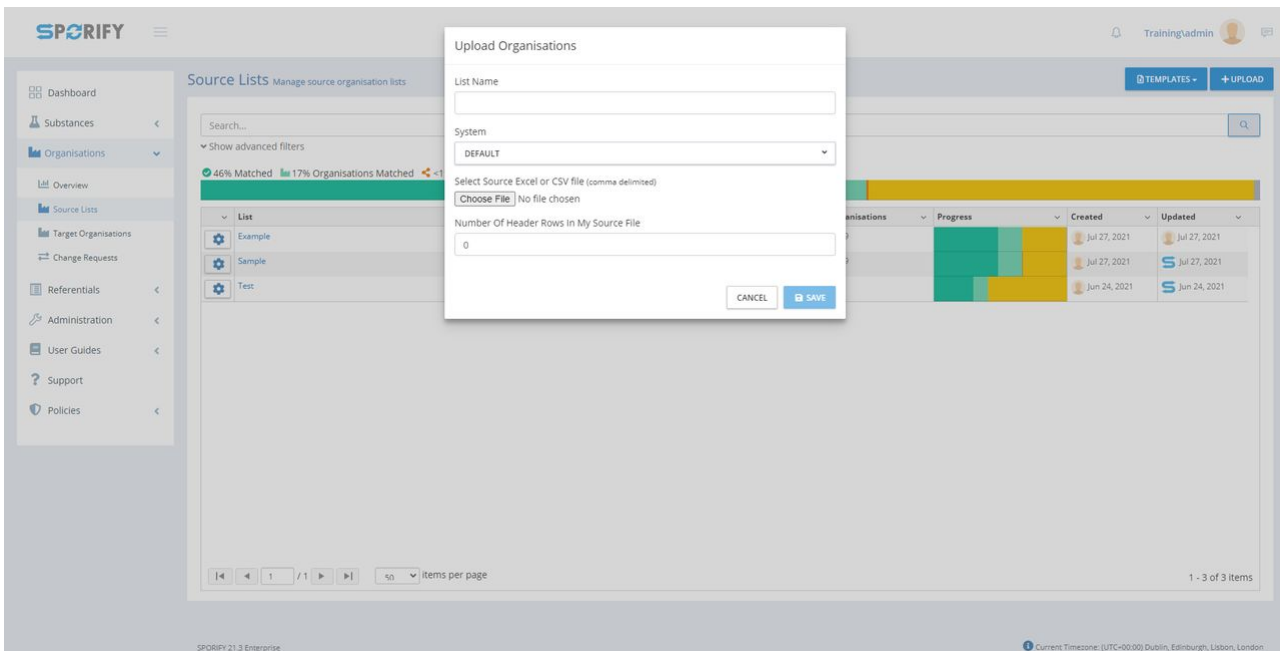 SPORIFY
Training\admin
Upload Organisations
Source Lists Manage source organisation lists
TEMPLATES
+ UPLOAD
Dashboard
Substances
Organisations
Overview
Source Lists
Target Organisations
Change Requests
Referentials
Administration
User Guides
Support
Policies
Search...
Show advanced filters
46% Matched 17% Organisations Matched <1
List Name
System
DEFAULT
Select Source Excel or CSV file (comma delimited)
Choose File No file chosen
Number Of Header Rows In My Source File
0
CANCEL
SAVE
List Progress Created Updated
Example Jul 27, 2021 Jul 27, 2021
Sample Jul 27, 2021 Jul 27, 2021
Test Jun 24, 2021 Jun 24, 2021
1 / 1 50 items per page
1 - 3 of 3 items
SPORIFY 21.3 Enterprise
Current Timezone: (UTC+00:00) Dublin, Edinburgh, Lisbon, London